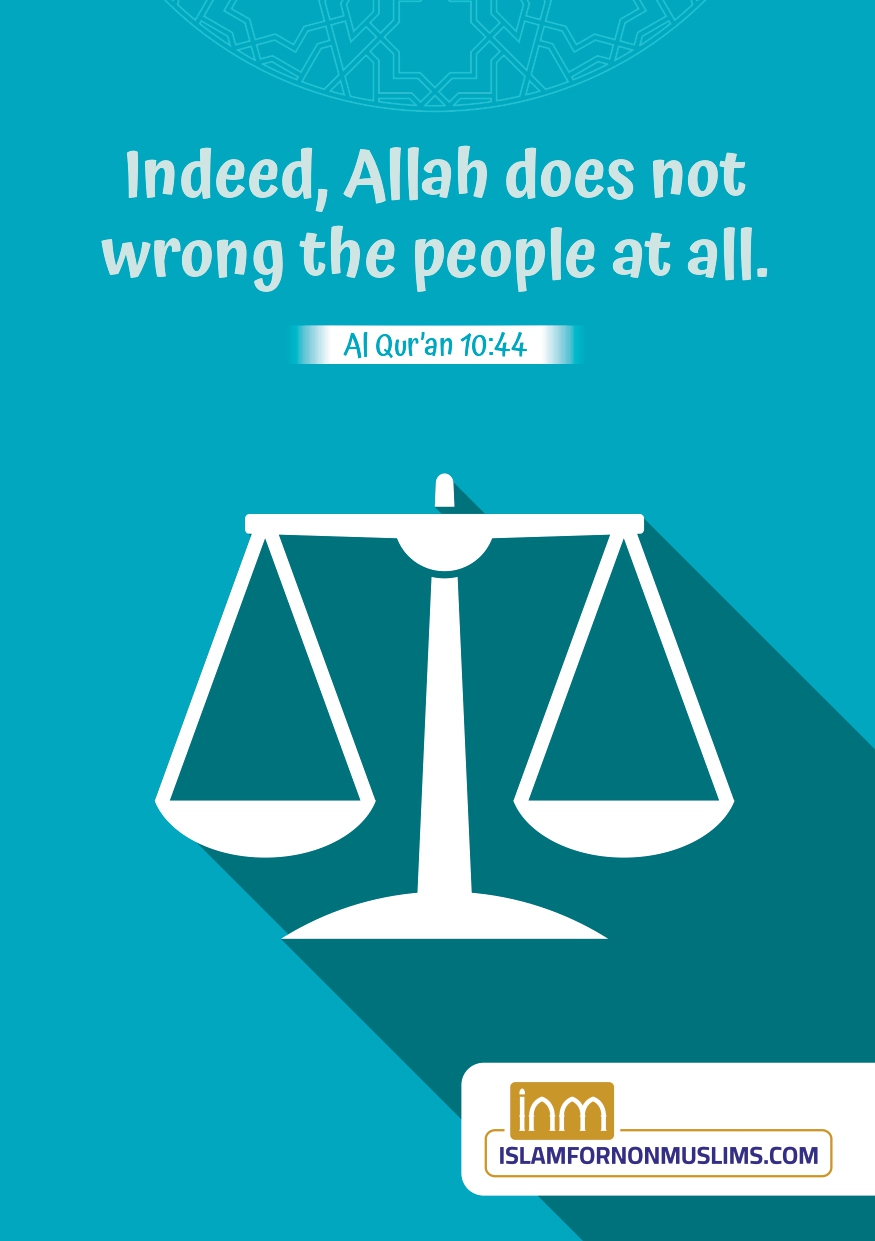 Indeed, Allah does not
wrong the people at all.
Al Qur'an 10:44
inm
ISLAMFORNONMUSLIMS.COM